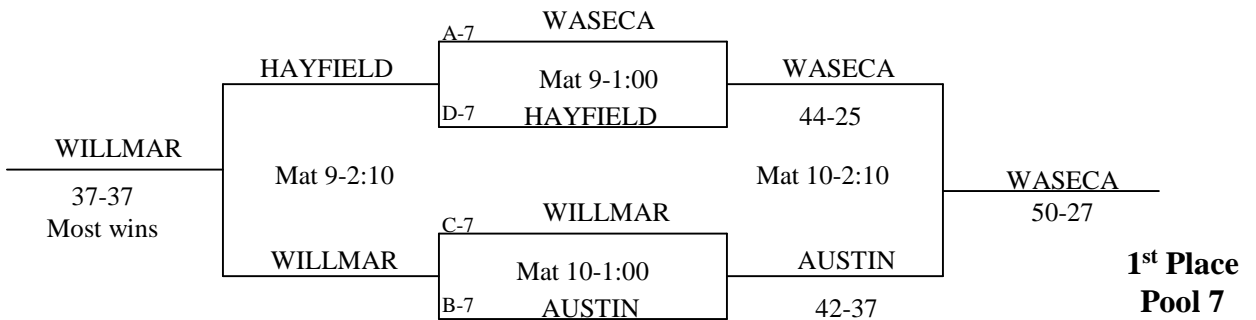 WASECA
A-7
HAYFIELD
Mat 9-1:00
WASECA
D-7
HAYFIELD
44-25
WILLMAR
Mat 9-2:10
Mat 10-2:10
WASECA
37-37
50-27
Most wins
C-7
WILLMAR
WILLMAR
Mat 10-1:00
AUSTIN
1st Place
B-7
AUSTIN
42-37
Pool 7